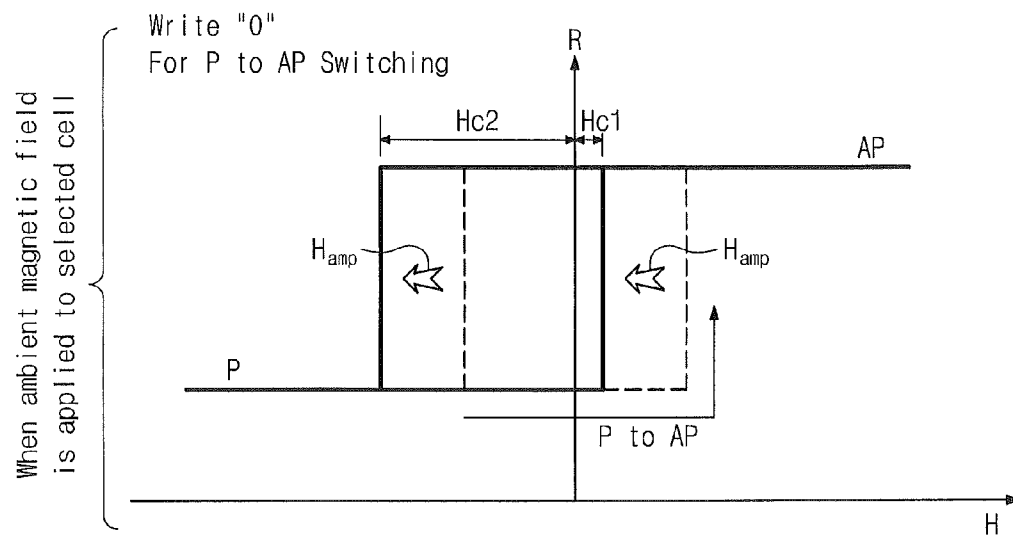 When ambient magnetic field
is applied to selected cell
Write "0"
For P to AP Switching
R
Hc2
Hc1
AP
Hamp
Hamp
P
P to AP
H